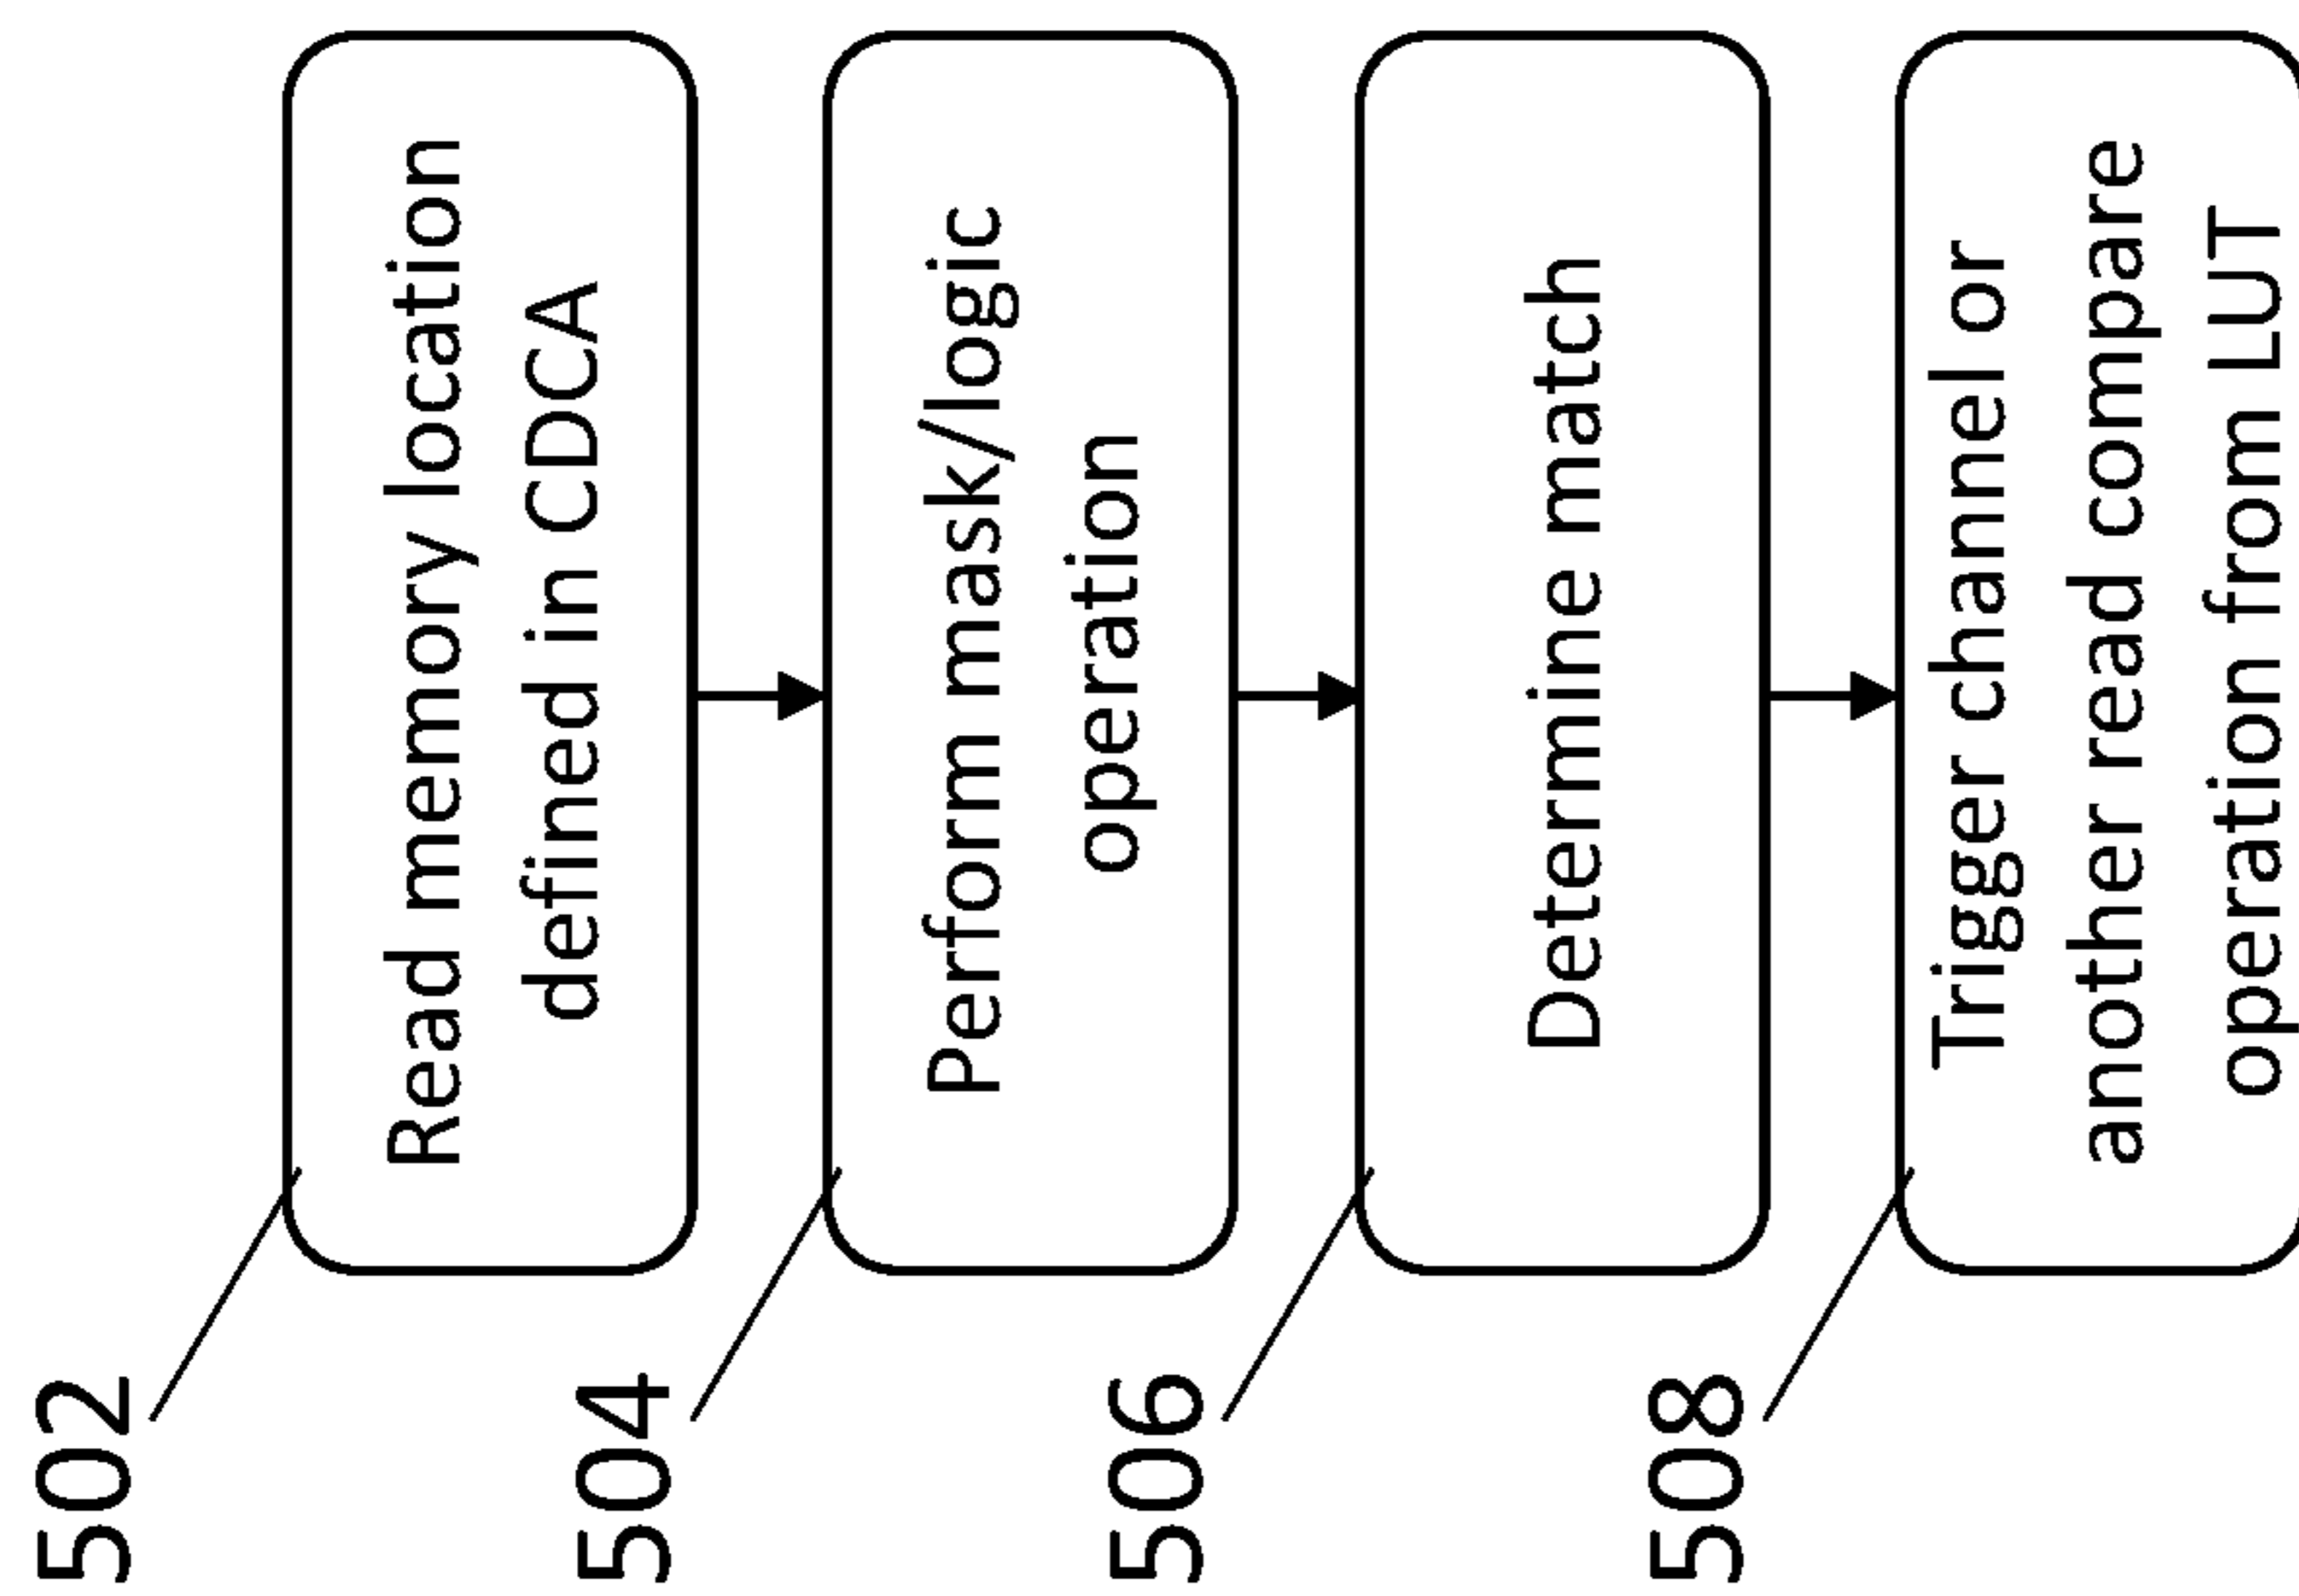 502
Read memory location
defined in CDCA
504
Perform mask/logic
operation
506
Determine match
508
Trigger channel or
another read compare
operation from LUT